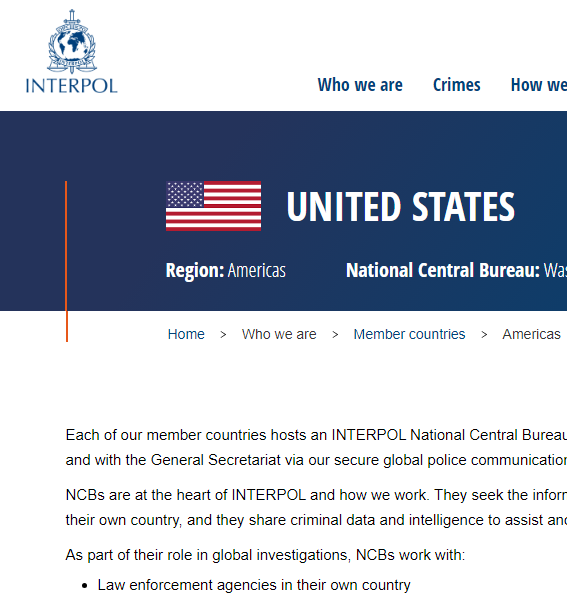 INTERPOL
Who we are Crimes How we
UNITED STATES
Region: Americas National Central Bureau: Was
Home > Who we are > Member countries > Americas
Each of our member countries hosts an INTERPOL National Central Bureau
and with the General Secretariat via our secure global police communication
NCBs are at the heart of INTERPOL and how we work. They seek the inform
their own country, and they share criminal data and intelligence to assist and
As part of their role in global investigations, NCBs work with:
• Law enforcement agencies in their own country